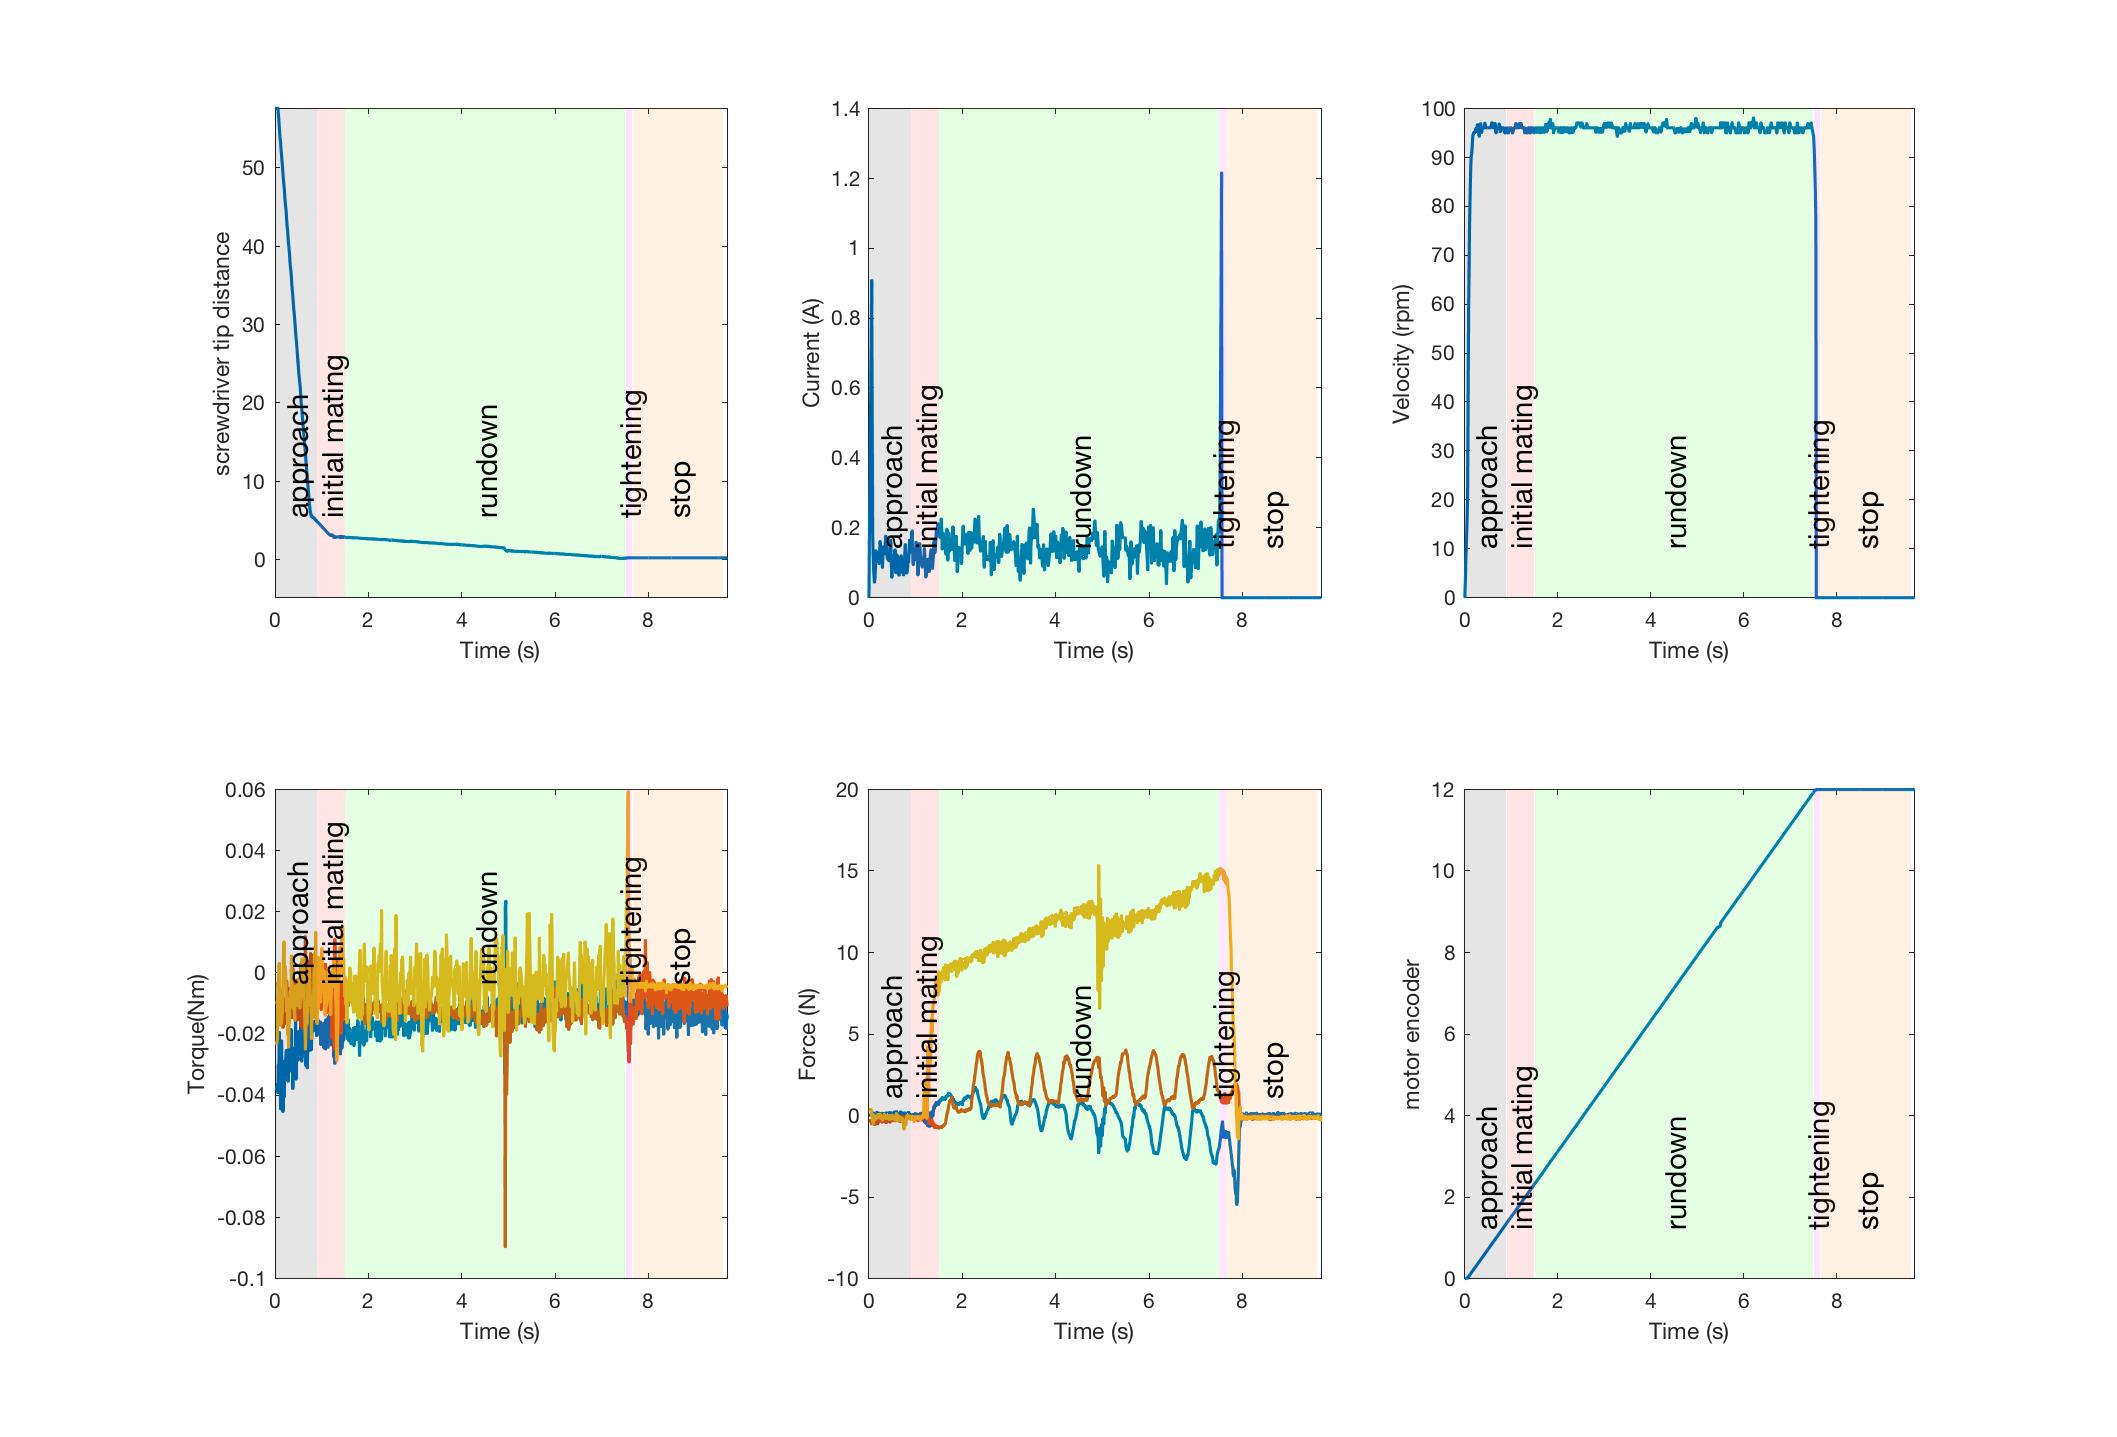 screwdriver tip distance
50
40
30
20
10
0
approach
initial mating
rundown
tightening
stop
0 2 4 6 8
Time (s)
Current (A)
1.4
1.2
1
0.8
0.6
0.4
0.2
0
approach
initial mating
rundown
tightening
stop
0 2 4 6 8
Time (s)
Velocity (rpm)
100
90
80
70
60
50
40
30
20
10
0
approach
initial mating
rundown
tightening
stop
0 2 4 6 8
Time (s)
Torque(Nm)
0.06
0.04
0.02
0
-0.02
-0.04
-0.06
-0.08
-0.1
approach
initial mating
rundown
tightening
stop
0 2 4 6 8
Time (s)
Force (N)
20
15
10
5
0
-5
-10
approach
initial mating
rundown
tightening
stop
0 2 4 6 8
Time (s)
motor encoder
12
10
8
6
4
2
0
approach
initial mating
rundown
tightening
stop
0 2 4 6 8
Time (s)